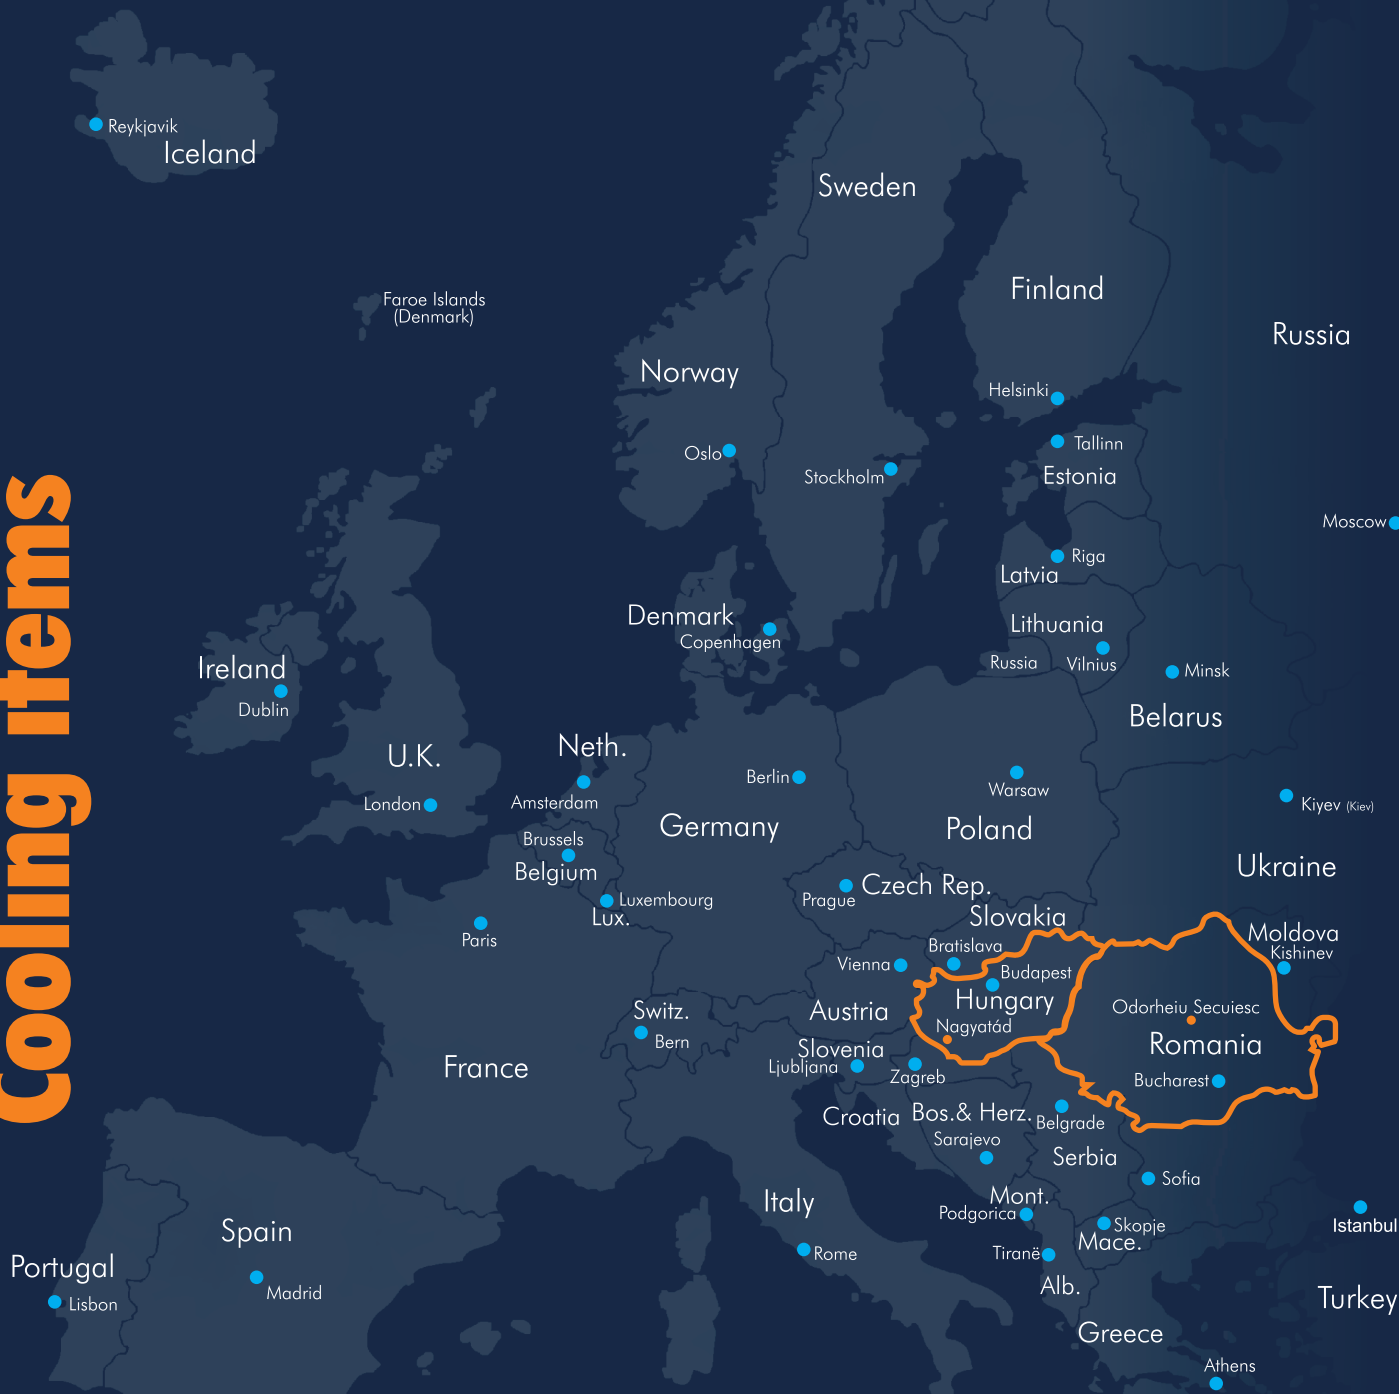 Reykjavik
Iceland
Sweden
Finland
Faroe Islands
(Denmark)
Russia
Norway
Helsinki
Oslo
Tallinn
Stockholm
Estonia
Moscow
Riga
Latvia
Denmark
Copenhagen
Lithuania
Russia
Vilnius
Minsk
Ireland
Dublin
Belarus
U.K.
London
Neth.
Amsterdam
Berlin
Warsaw
Kiyev (Kiev)
Germany
Poland
Brussels
Belgium
Ukraine
Luxembourg
Lux.
Prague
Czech Rep.
Slovakia
Paris
Bratislava
Moldova
Kishinev
Vienna
Budapest
Hungary
Nagyatád
Odorheiu Secuiesc
Romania
Bucharest
Switz.
Bern
Austria
Slovenia
Ljubljana
Zagreb
France
Croatia
Bos.& Herz.
Sarajevo
Belgrade
Serbia
Sofia
Mont.
Podgorica
Skopje
Mace.
Istanbul
Italy
Rome
Tiranë
Alb.
Spain
Madrid
Portugal
Lisbon
Turkey
Greece
Athens
Cooling items